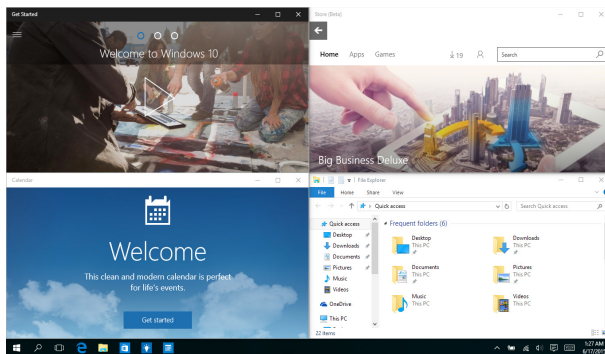 Get Started
Welcome to Windows 10
Store (Beta)
Home Apps Games 19 Search
Big Business Deluxe
Calendar
Welcome
This clean and modern calendar is perfect
for life's events.
Get started
File Explorer
File Home Share View
Quick access Search Quick access
Quick access
Desktop
Downloads
Documents
Pictures
Music
Videos
OneDrive
This PC
22 items
Frequent folders (6)
Desktop
This PC
Downloads
This PC
Documents
This PC
Pictures
This PC
Music
This PC
Videos
This PC
1:27 AM